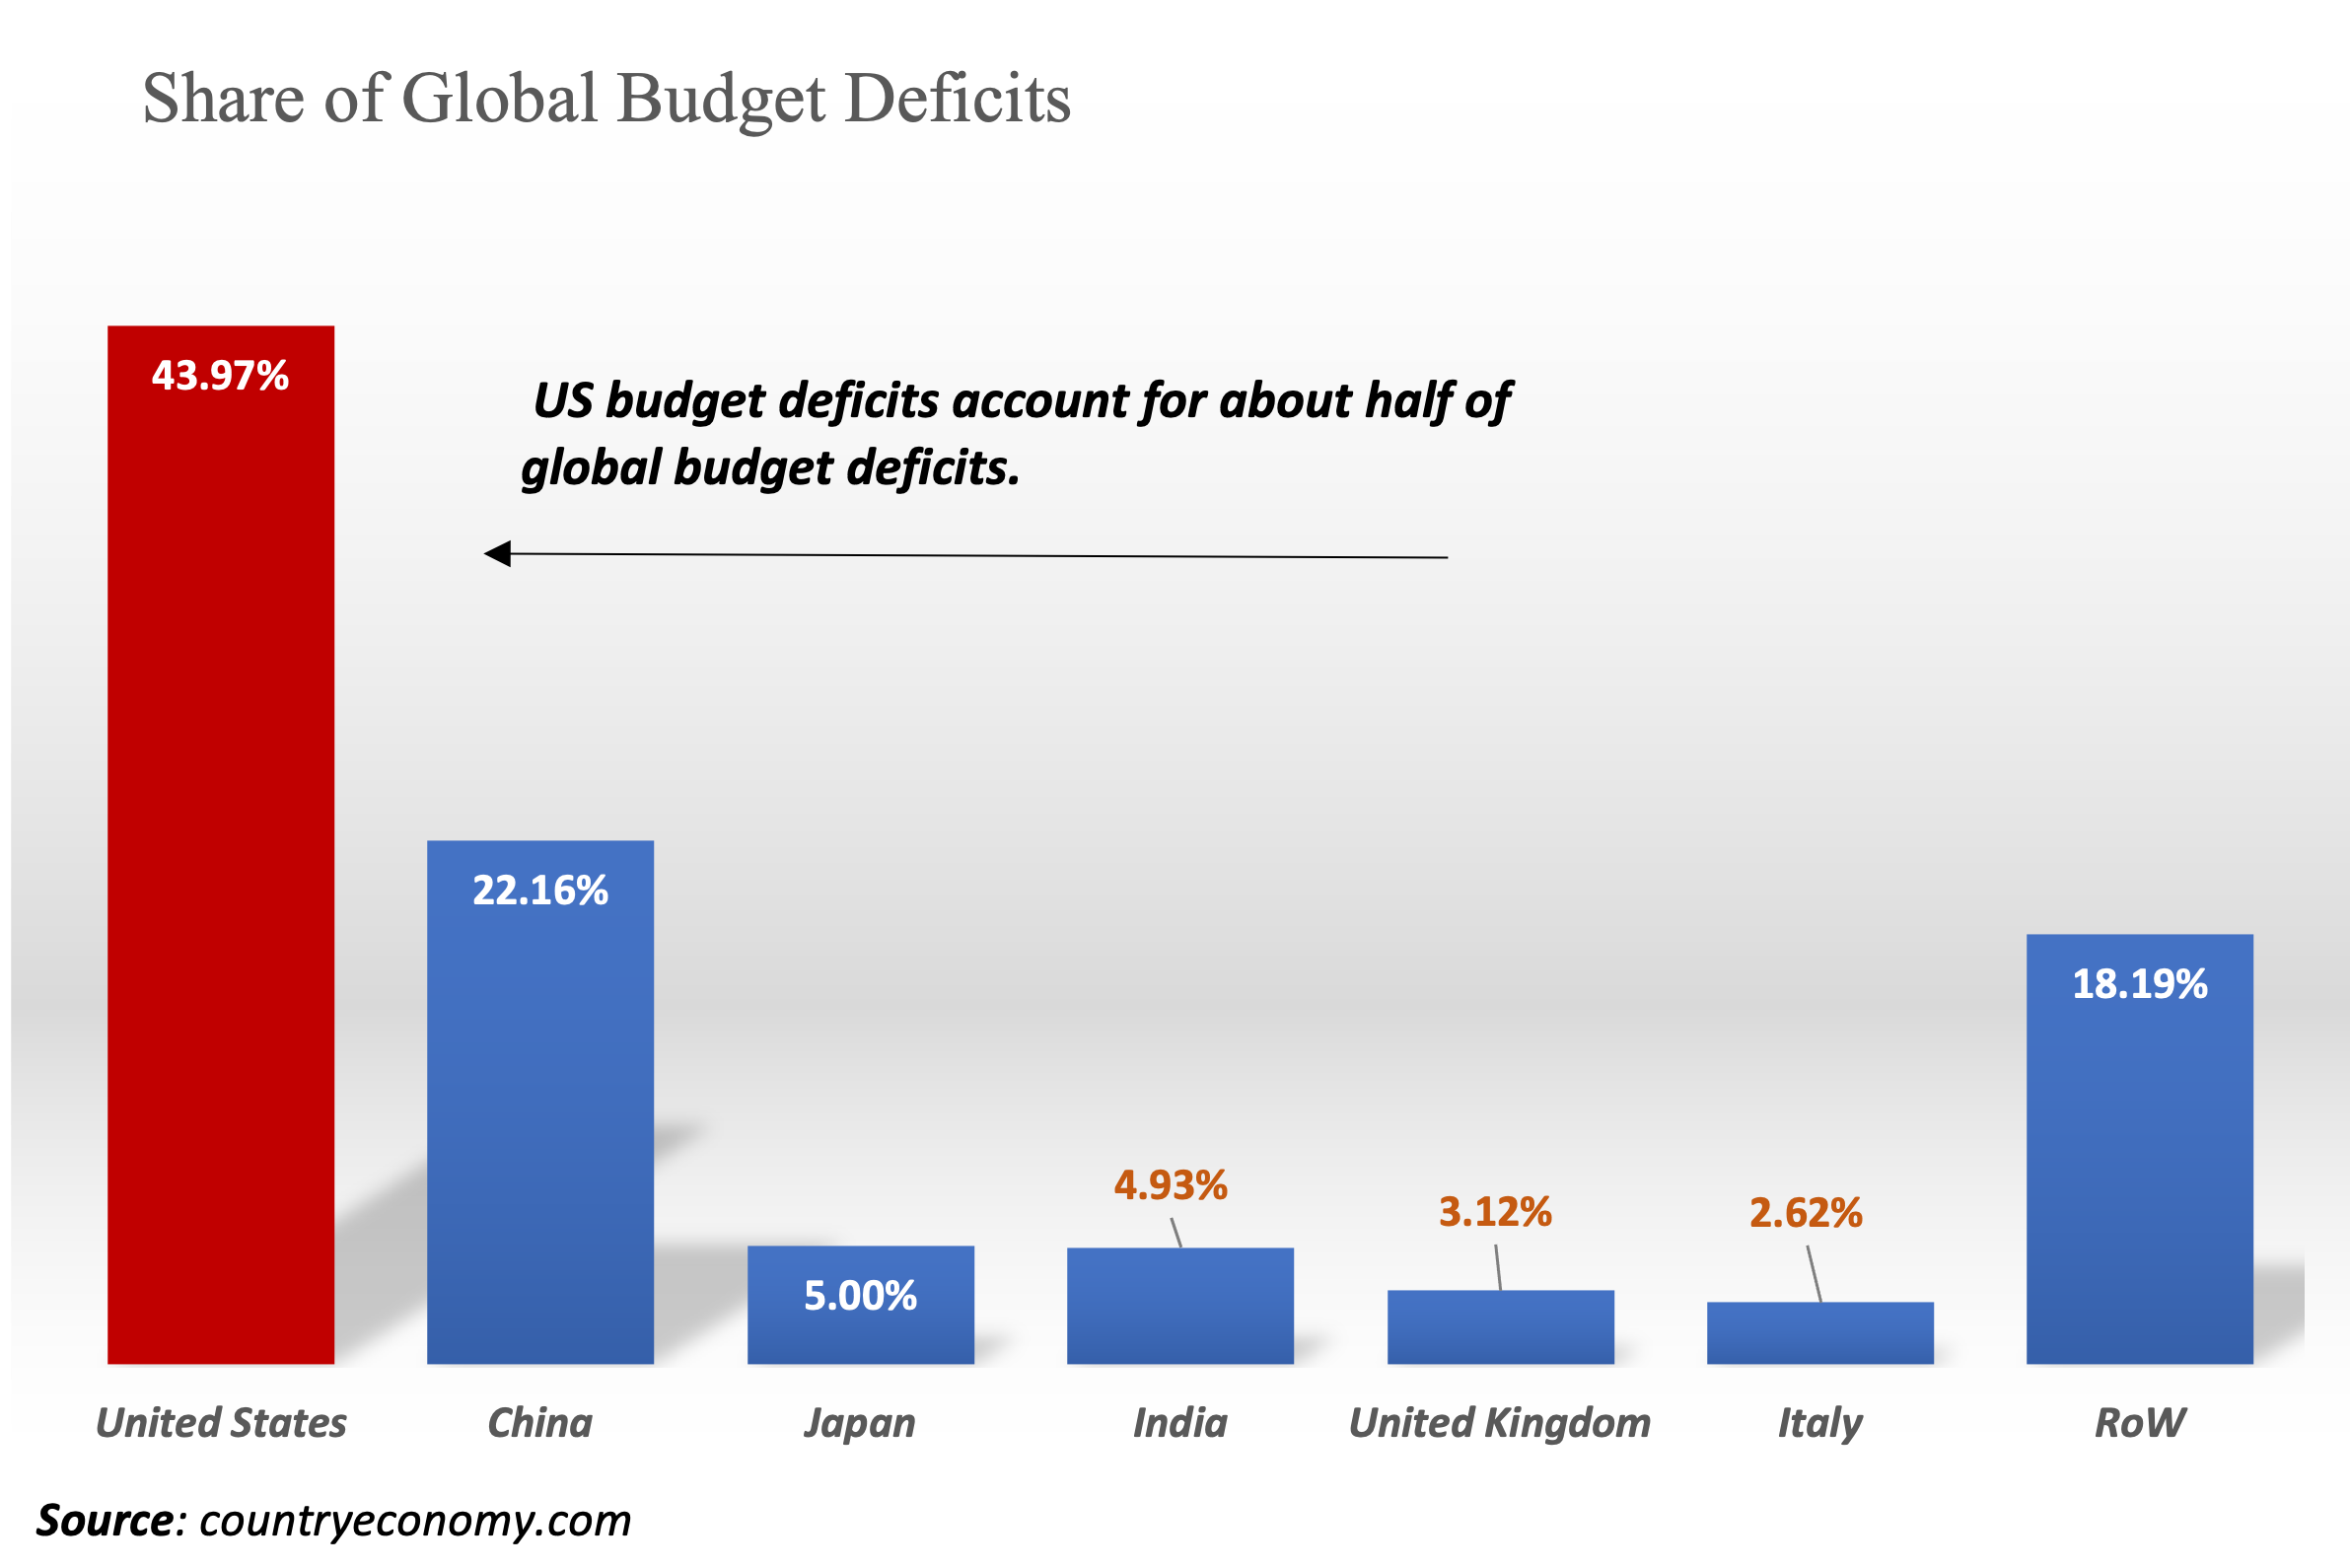 Share of Global Budget Deficits
43.97%
US budget deficits account for about half of
global budget deficits.
22.16%
18.19%
4.93%
3.12%
2.62%
5.00%
United States
China
Japan
India
United Kingdom
Italy
RoW
Source: countryeconomy.com